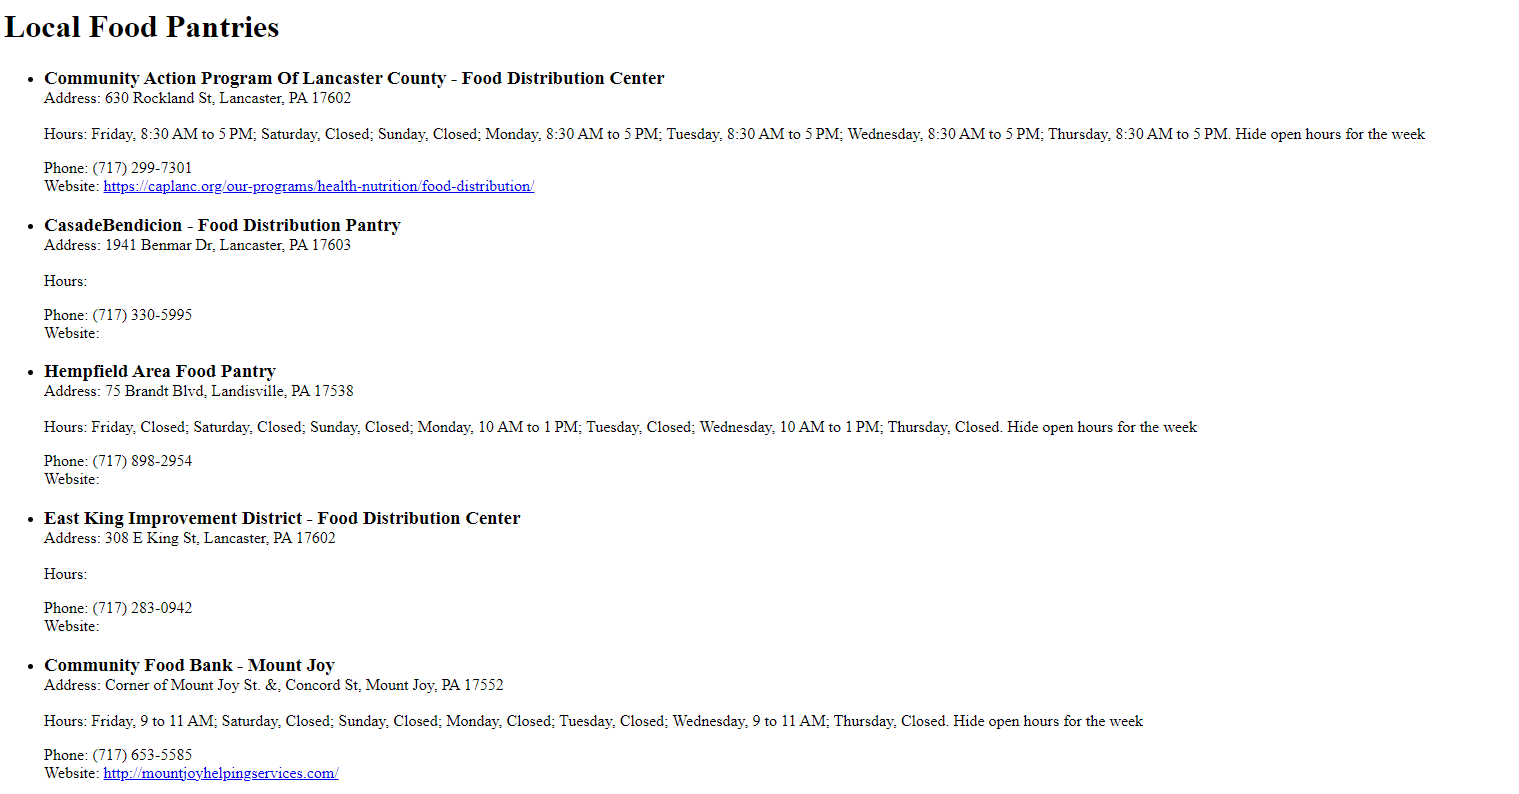 Local Food Pantries
Community Action Program Of Lancaster County - Food Distribution Center
Address: 630 Rockland St, Lancaster, PA 17602
Hours: Friday, 8:30 AM to 5 PM; Saturday, Closed; Sunday, Closed; Monday, 8:30 AM to 5 PM; Tuesday, 8:30 AM to 5 PM; Wednesday, 8:30 AM to 5 PM; Thursday, 8:30 AM to 5 PM. Hide open hours for the week
Phone: (717) 299-7301
Website: https://caplanc.org/our-programs/health-nutrition/food-distribution/
CasadeBendicion - Food Distribution Pantry
Address: 1941 Benmar Dr, Lancaster, PA 17603
Hours:
Phone: (717) 330-5995
Website:
Hempfield Area Food Pantry
Address: 75 Brandt Blvd, Landisville, PA 17538
Hours: Friday, Closed; Saturday, Closed; Sunday, Closed; Monday, 10 AM to 1 PM; Tuesday, Closed; Wednesday, 10 AM to 1 PM; Thursday, Closed. Hide open hours for the week
Phone: (717) 898-2954
Website:
East King Improvement District - Food Distribution Center
Address: 308 E King St, Lancaster, PA 17602
Hours:
Phone: (717) 283-0942
Website:
Community Food Bank - Mount Joy
Address: Corner of Mount Joy St. &, Concord St, Mount Joy, PA 17552
Hours: Friday, 9 to 11 AM; Saturday, Closed; Sunday, Closed; Monday, Closed; Tuesday, Closed; Wednesday, 9 to 11 AM; Thursday, Closed. Hide open hours for the week
Phone: (717) 653-5585
Website: http://mountjoyhelpingservices.com/